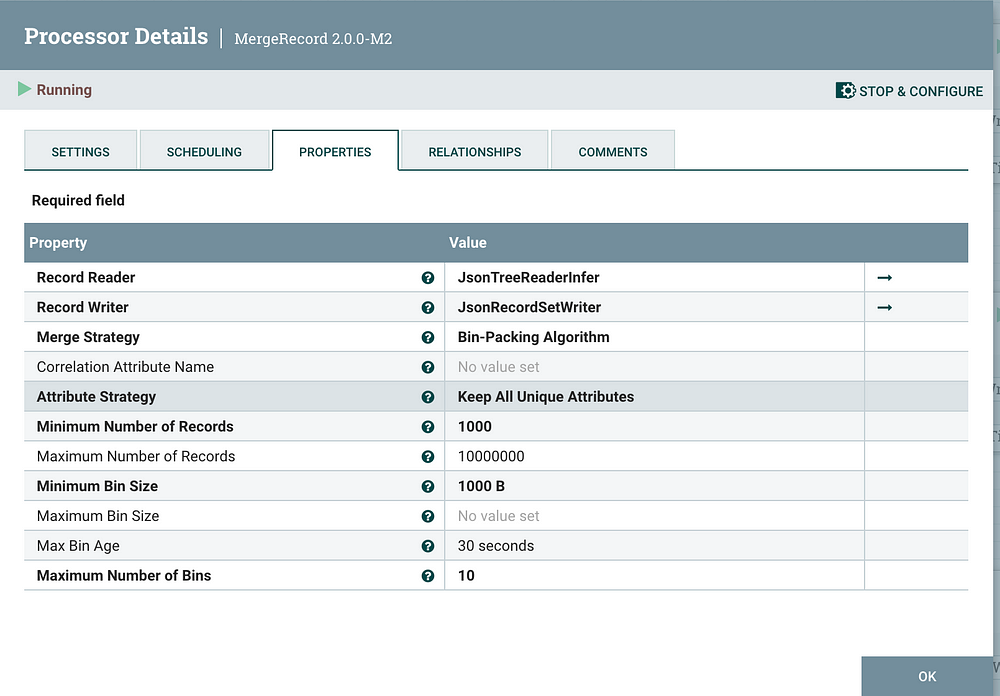 Processor Details | MergeRecord 2.0.0-M2
Running
STOP & CONFIGURE
SETTINGS SCHEDULING PROPERTIES RELATIONSHIPS COMMENTS
Required field
Property Value
Record Reader ? JsonTreeReaderInfer →
Record Writer ? JsonRecordSetWriter →
Merge Strategy ? Bin-Packing Algorithm
Correlation Attribute Name ? No value set
Attribute Strategy ? Keep All Unique Attributes
Minimum Number of Records ? 1000
Maximum Number of Records ? 10000000
Minimum Bin Size ? 1000 B
Maximum Bin Size ? No value set
Max Bin Age ? 30 seconds
Maximum Number of Bins ? 10
OK